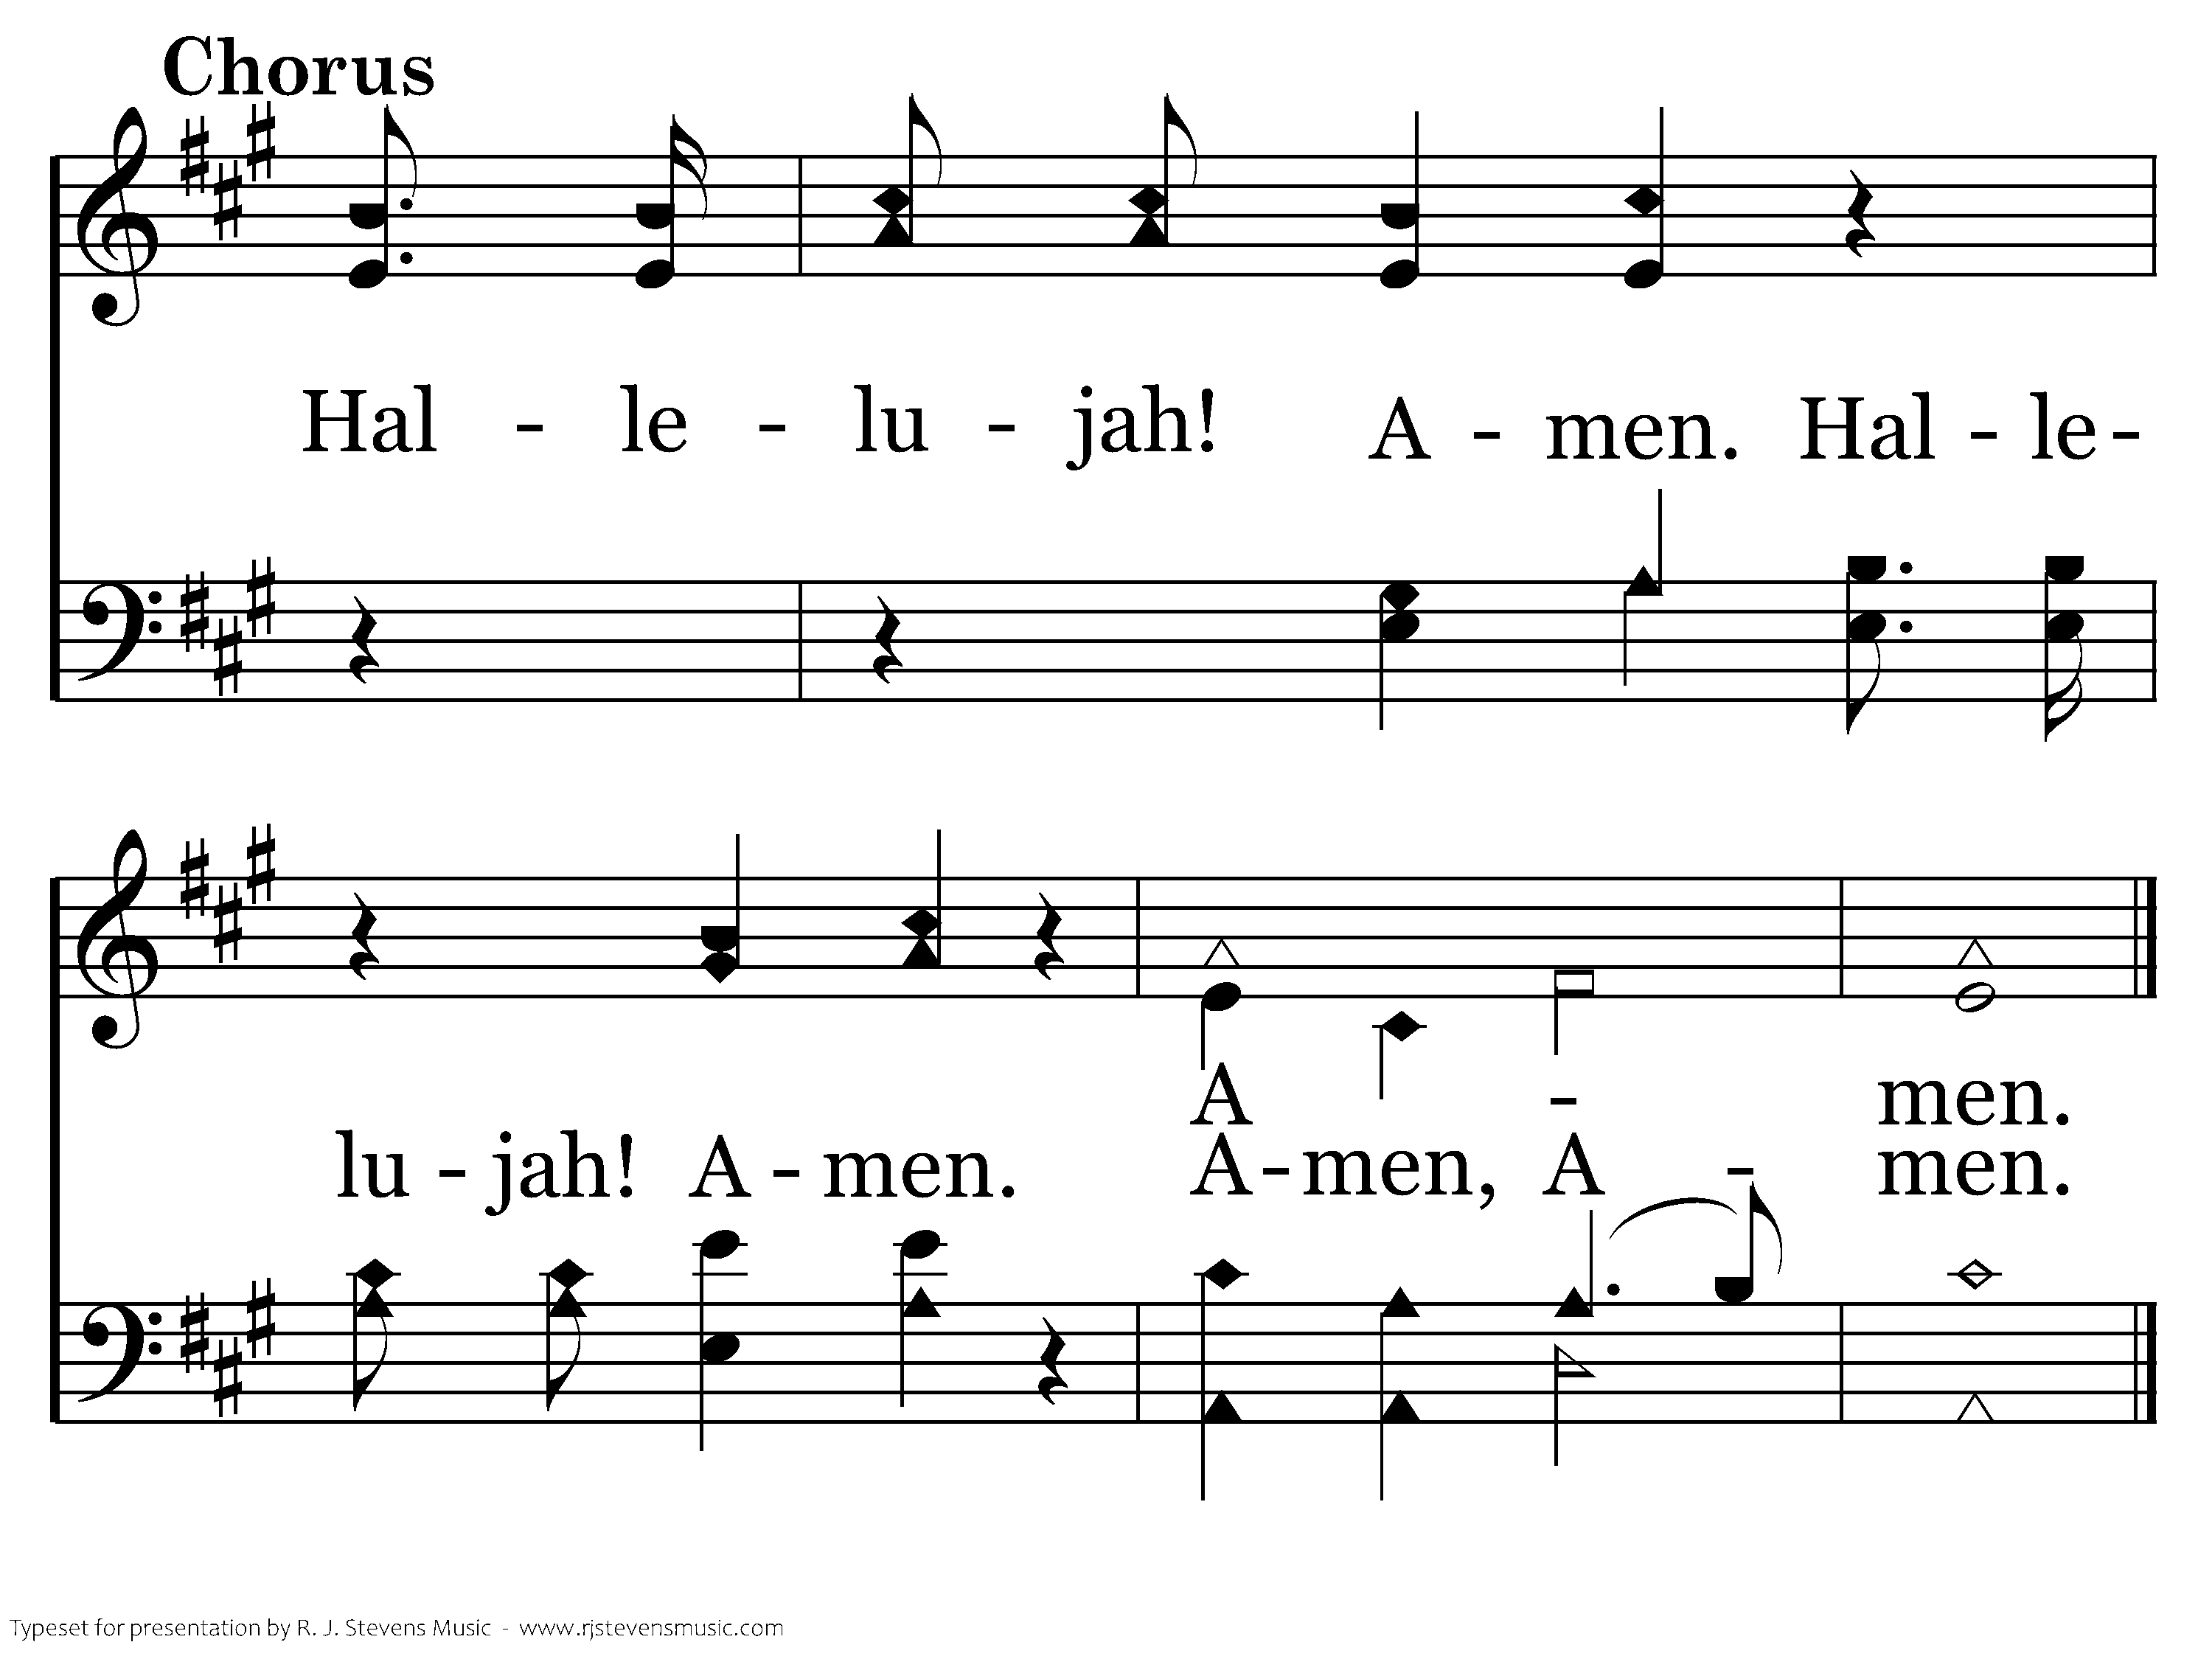 Chorus
Hal - le - lu - jah! A - men. Hal - le -
A - men.
lu - jah! A - men. A - men, A - men.
Typeset for presentation by R. J. Stevens Music - www.rjstevensmusic.com